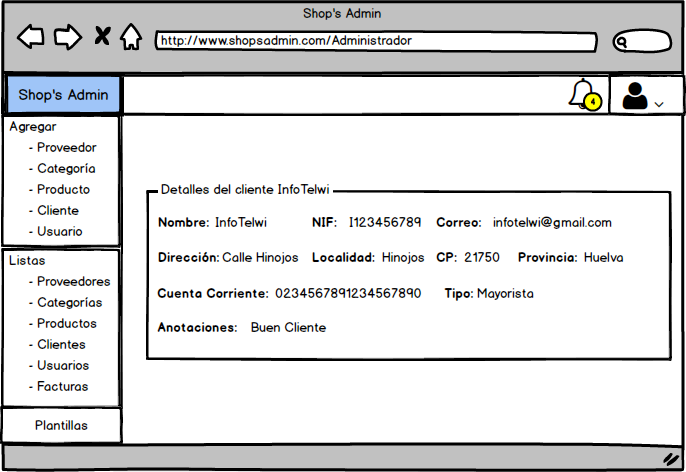 Shop's Admin
http://www.shopsadmin.com/Administrador
Shop's Admin
4
Agregar
- Proveedor
- Categoría
- Producto
- Cliente
- Usuario
Listas
- Proveedores
- Categorías
- Productos
- Clientes
- Usuarios
- Facturas
Plantillas
Detalles del cliente InfoTelwi
Nombre: InfoTelwi NIF: I123456789 Correo: infotelwi@gmail.com
Dirección: Calle Hinojos Localidad: Hinojos CP: 21750 Provincia: Huelva
Cuenta Corriente: 0234567891234567890 Tipo: Mayorista
Anotaciones: Buen Cliente